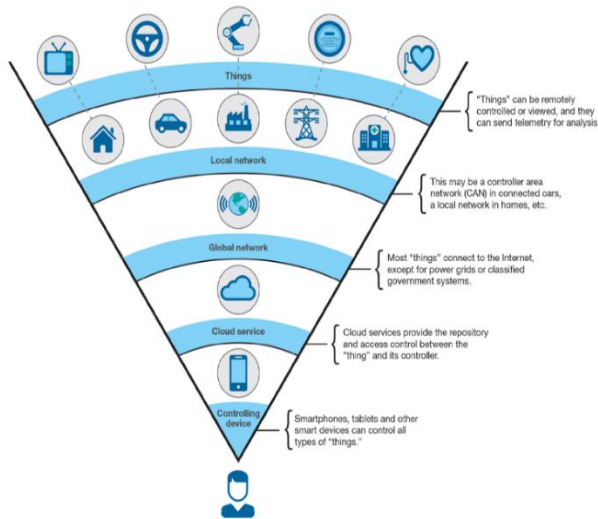 Things
"Things" can be remotely
controlled or viewed, and they
can send telemetry for analysis
Local network
This may be a controller area
network (CAN) in connected cars,
a local network in homes, etc.
Global network
Most "things" connect to the Internet,
except for power grids or classified
government systems.
Cloud service
Cloud services provide the repository
and access control between the
"thing" and its controller.
Controlling
device
Smartphones, tablets and other
smart devices can control all
types of "things."